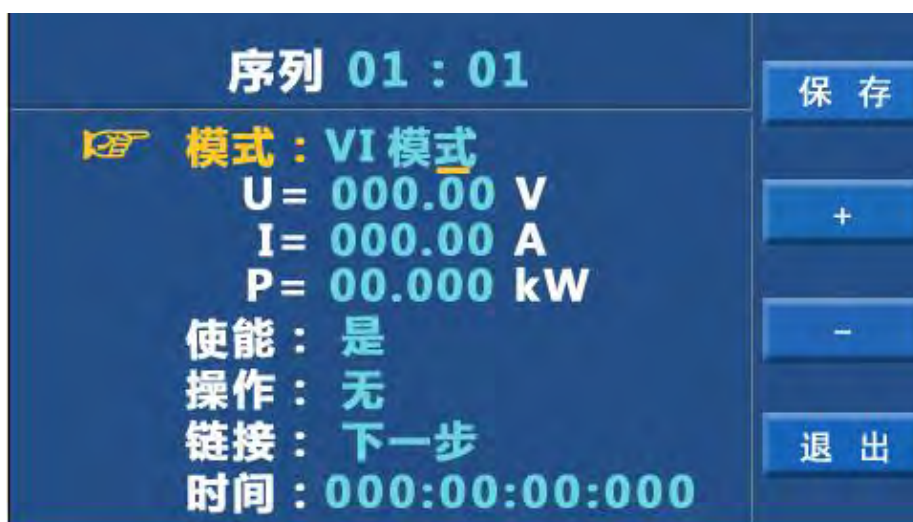 序列 01 : 01
保 存
模式 : VI 模式
U = 000.00 V
+
I = 000.00 A
P = 00.000 kW
使能 : 是
-
操作 : 无
链接 : 下一步
退 出
时间 : 000:00:00:000